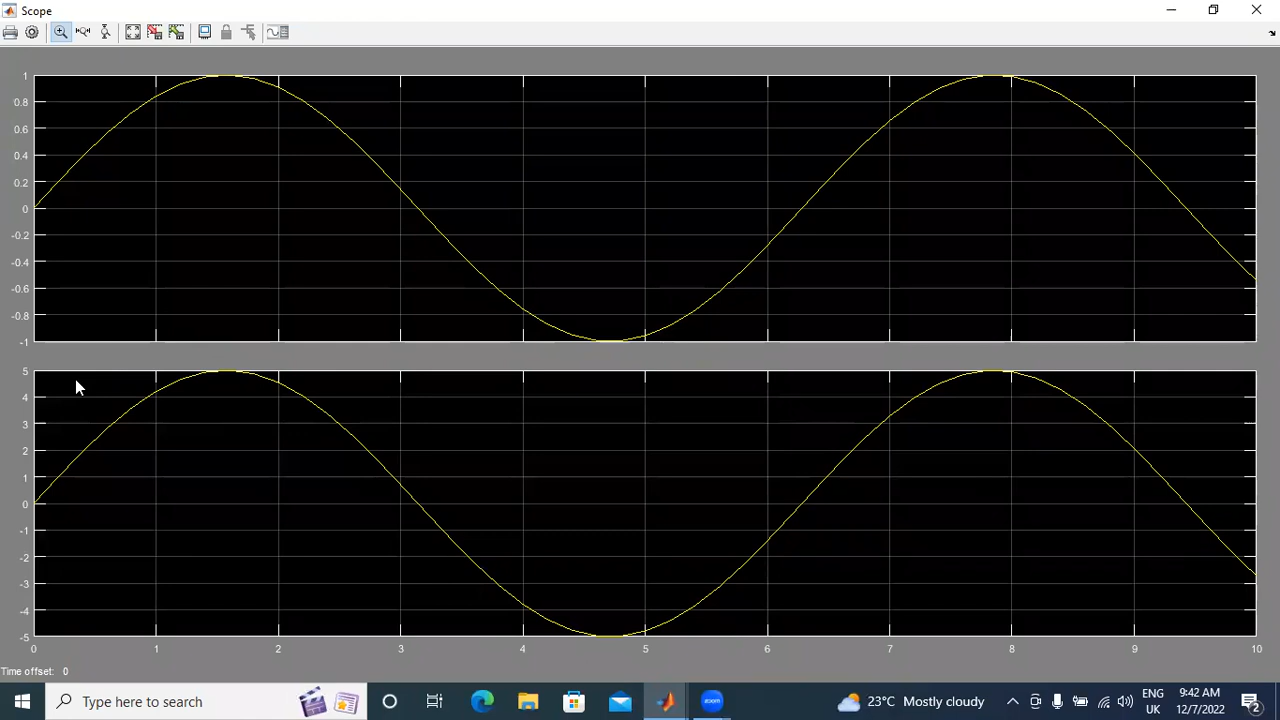 Scope
1
0.8
0.6
0.4
0.2
0
-0.2
-0.4
-0.6
-0.8
-1
5
4
3
2
1
0
-1
-2
-3
-4
-5
0 1 2 3 4 5 6 7 8 9 10
Time offset: 0
Type here to search
zoom
23°C Mostly cloudy
ENG
UK
9:42 AM
12/7/2022
2